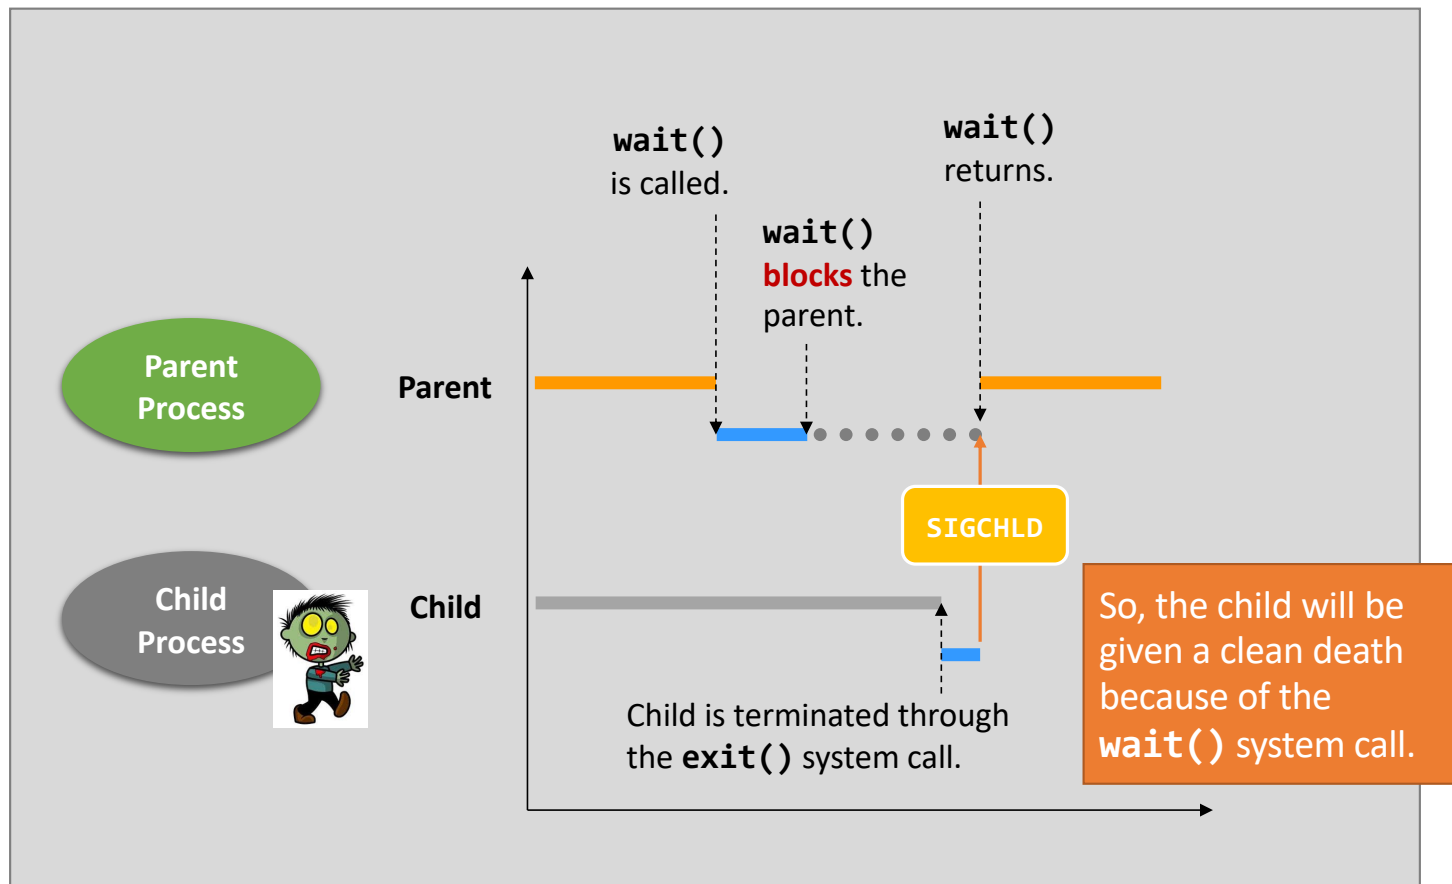 wait()
is called.
wait()
returns.
wait()
blocks the
parent.
Parent
Process
Parent
SIGCHLD
Child
Process
Child
So, the child will be
given a clean death
because of the
wait() system call.
Child is terminated through
the exit() system call.